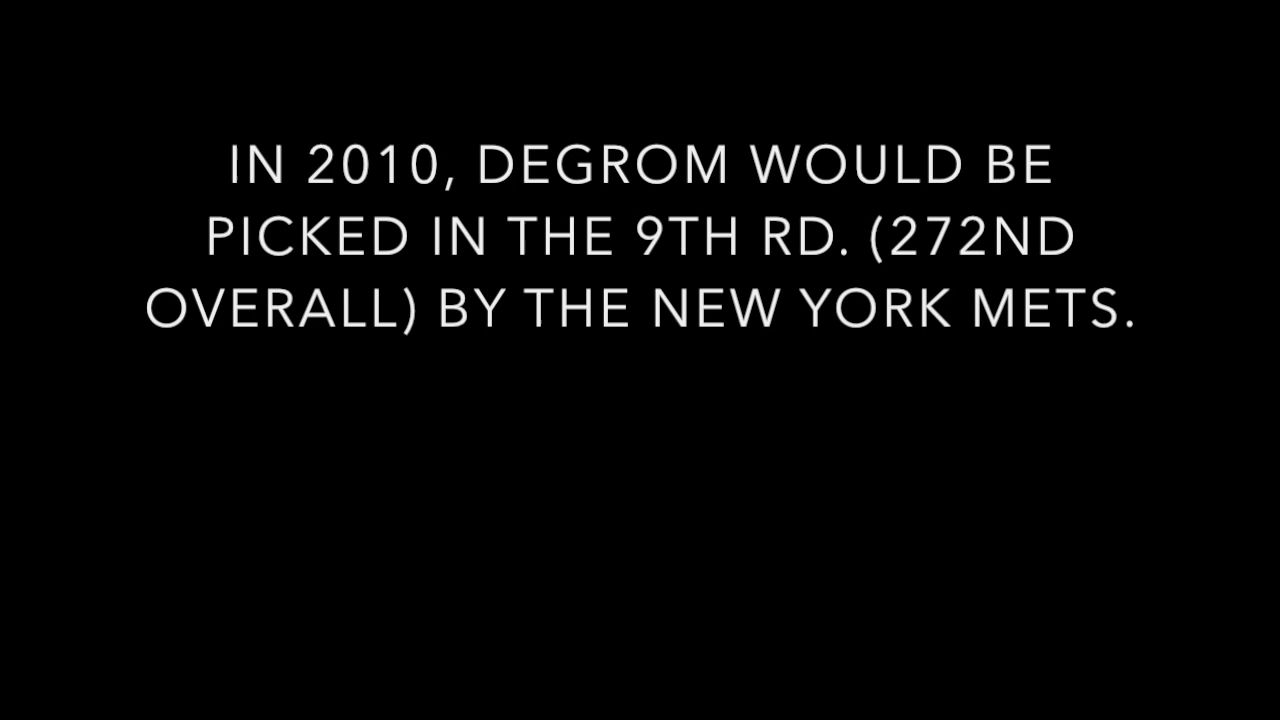 IN 2010, DEGROM WOULD BE
PICKED IN THE 9TH RD. (272ND
OVERALL) BY THE NEW YORK METS.